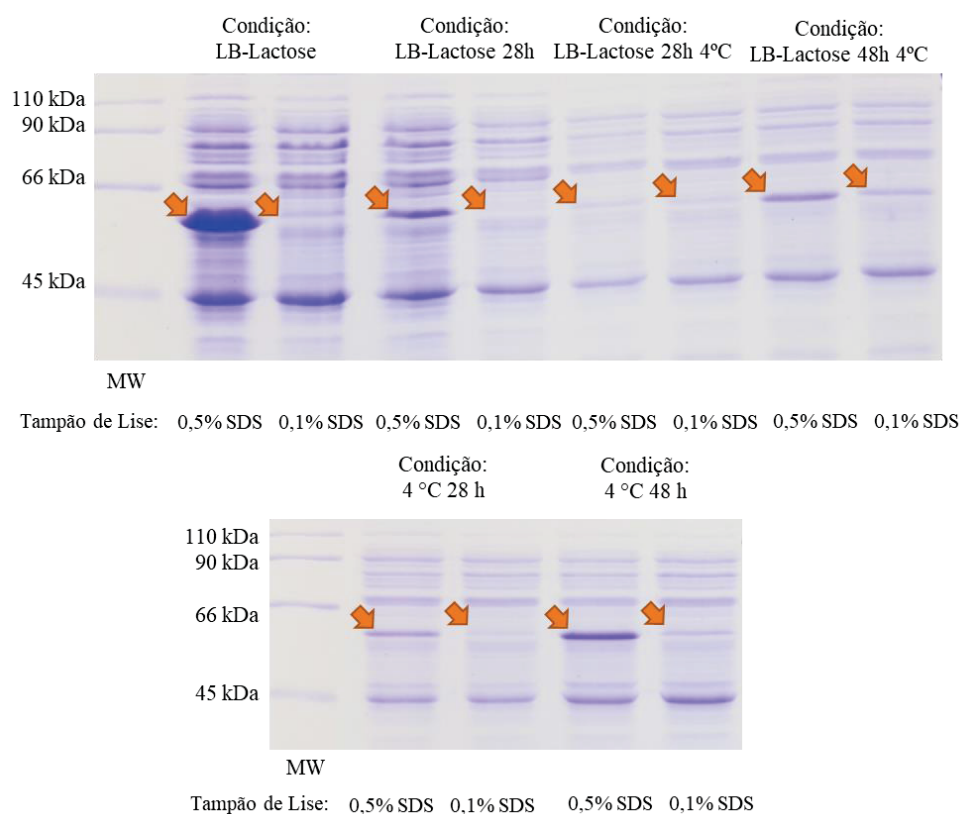 Condição:
LB-Lactose
Condição:
LB-Lactose 28h
Condição:
LB-Lactose 28h 4ºC
Condição:
LB-Lactose 48h 4ºC
110 kDa
90 kDa
66 kDa
45 kDa
MW
Tampão de Lise: 0,5% SDS 0,1% SDS 0,5% SDS 0,1% SDS 0,5% SDS 0,1% SDS 0,5% SDS 0,1% SDS
Condição:
4 °C 28 h
Condição:
4 °C 48 h
110 kDa
90 kDa
66 kDa
45 kDa
MW
Tampão de Lise: 0,5% SDS 0,1% SDS 0,5% SDS 0,1% SDS